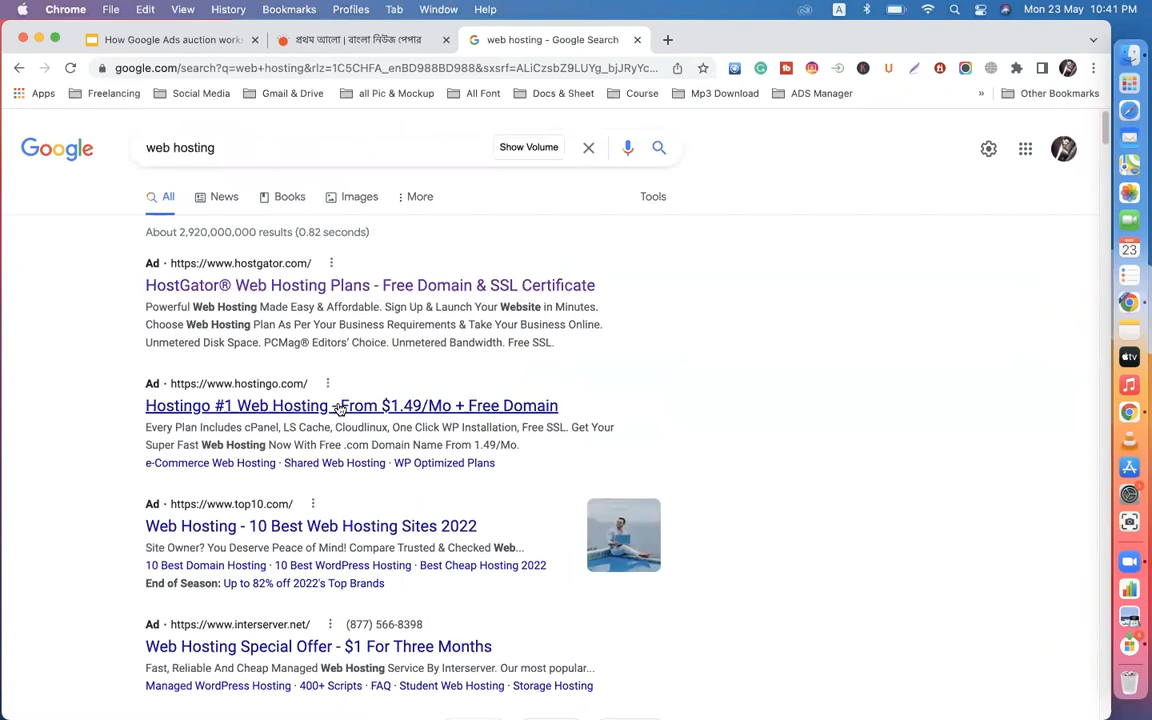 Chrome File Edit View History Bookmarks Profiles Tab Window Help
A Mon 23 May 10:41 PM
How Google Ads auction work
প্রথম আলো | বাংলা নিউজ পেপার
web hosting - Google Search
google.com/search?q=web+hosting&rlz=1C5CHFA_enBD988BD988&sxsrf=ALiCzsbZ9LUYg_bjJRyYc...
Apps Freelancing Social Media Gmail & Drive all Pic & Mockup All Font Docs & Sheet Course Mp3 Download ADS Manager » Other Bookmarks
Google
web hosting
Show Volume
All News Books Images More Tools
About 2,920,000,000 results (0.82 seconds)
Ad · https://www.hostgator.com/
HostGator® Web Hosting Plans - Free Domain & SSL Certificate
Powerful Web Hosting Made Easy & Affordable. Sign Up & Launch Your Website in Minutes.
Choose Web Hosting Plan As Per Your Business Requirements & Take Your Business Online.
Unmetered Disk Space. PCMag® Editors' Choice. Unmetered Bandwidth. Free SSL.
Ad · https://www.hostingo.com/
Hostingo #1 Web Hosting - From $1.49/Mo + Free Domain
Every Plan Includes cPanel, LS Cache, Cloudlinux, One Click WP Installation, Free SSL. Get Your
Super Fast Web Hosting Now With Free .com Domain Name From 1.49/Mo.
e-Commerce Web Hosting · Shared Web Hosting · WP Optimized Plans
Ad · https://www.top10.com/
Web Hosting - 10 Best Web Hosting Sites 2022
Site Owner? You Deserve Peace of Mind! Compare Trusted & Checked Web...
10 Best Domain Hosting · 10 Best WordPress Hosting · Best Cheap Hosting 2022
End of Season: Up to 82% off 2022's Top Brands
Ad · https://www.interserver.net/ (877) 566-8398
Web Hosting Special Offer - $1 For Three Months
Fast, Reliable And Cheap Managed Web Hosting Service By Interserver. Our most popular...
Managed WordPress Hosting · 400+ Scripts · FAQ · Student Web Hosting · Storage Hosting
23
tv